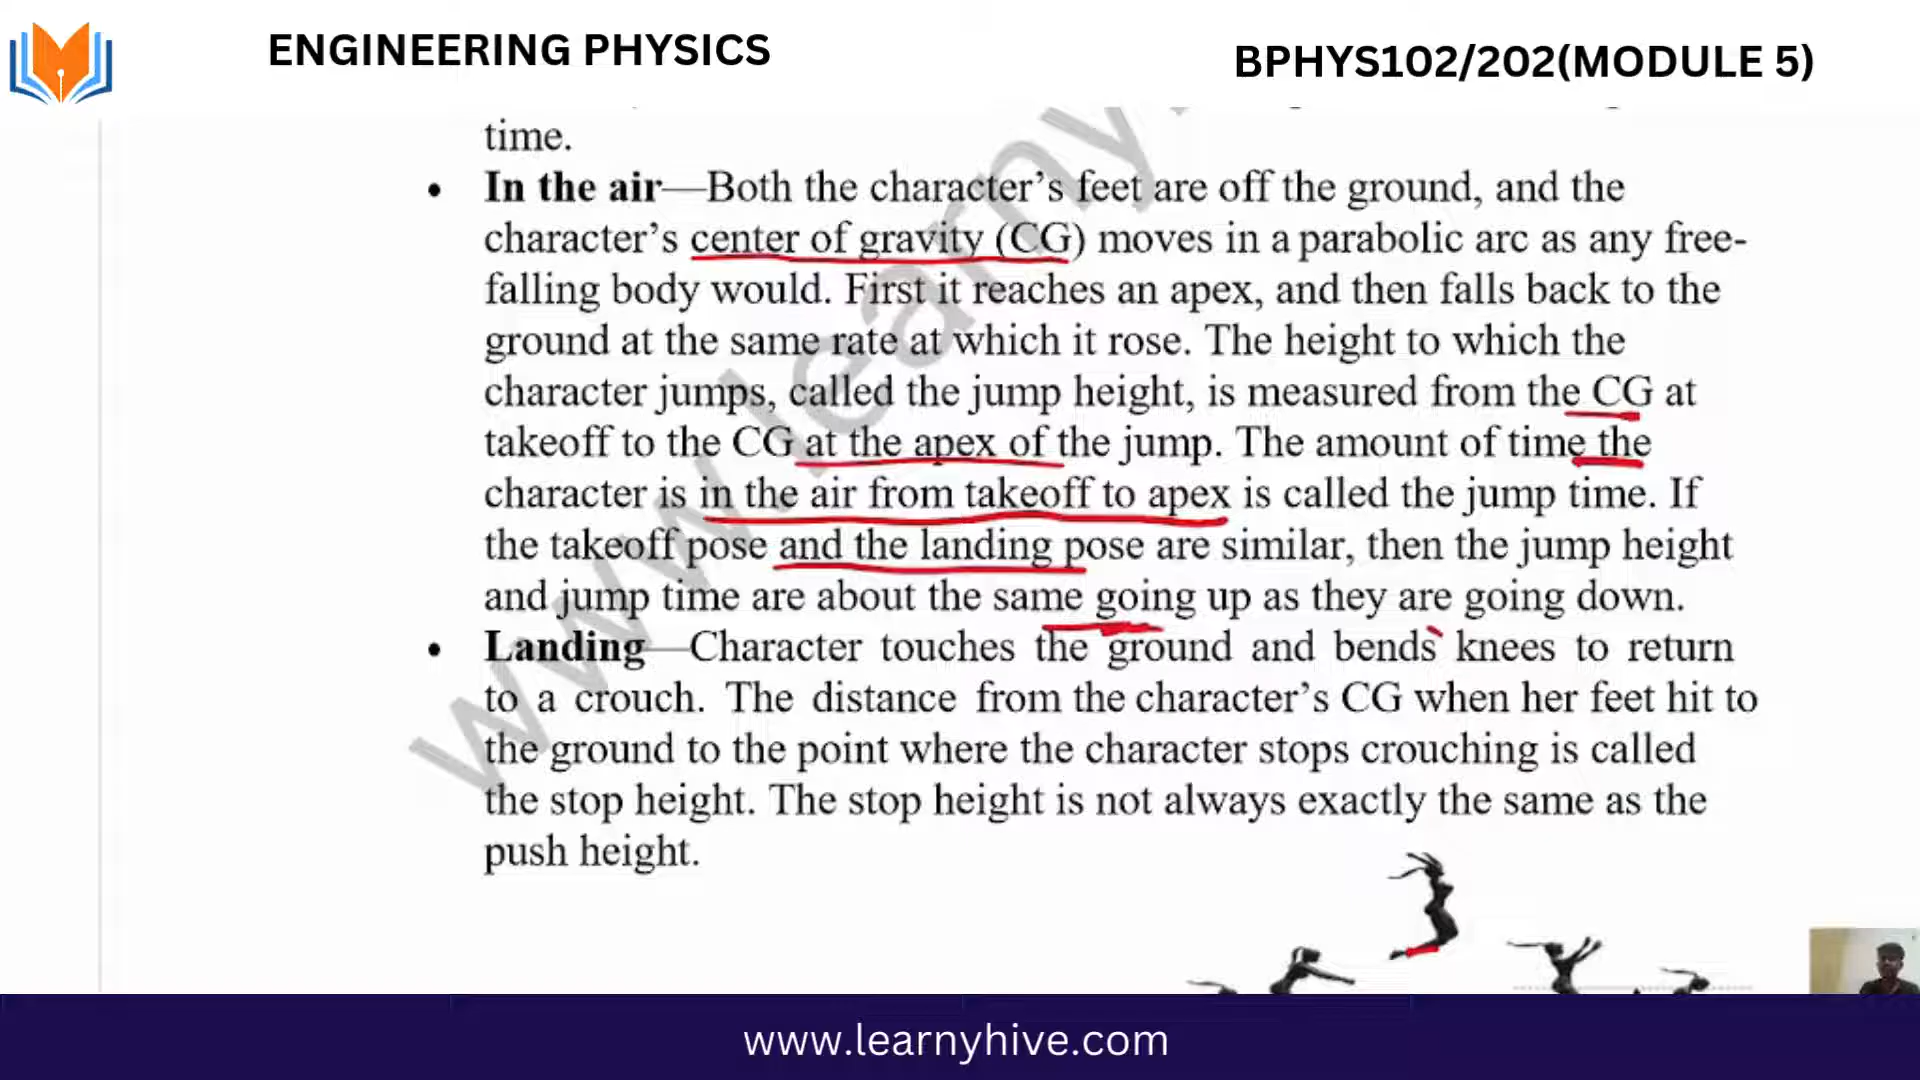 ENGINEERING PHYSICS
BPHYS102/202(MODULE 5)
time.
• In the air—Both the character’s feet are off the ground, and the
character’s center of gravity (CG) moves in a parabolic arc as any free-
falling body would. First it reaches an apex, and then falls back to the
ground at the same rate at which it rose. The height to which the
character jumps, called the jump height, is measured from the CG at
takeoff to the CG at the apex of the jump. The amount of time the
character is in the air from takeoff to apex is called the jump time. If
the takeoff pose and the landing pose are similar, then the jump height
and jump time are about the same going up as they are going down.
• Landing—Character touches the ground and bends knees to return
to a crouch. The distance from the character’s CG when her feet hit to
the ground to the point where the character stops crouching is called
the stop height. The stop height is not always exactly the same as the
push height.
www.learny
www.learnyhive.com